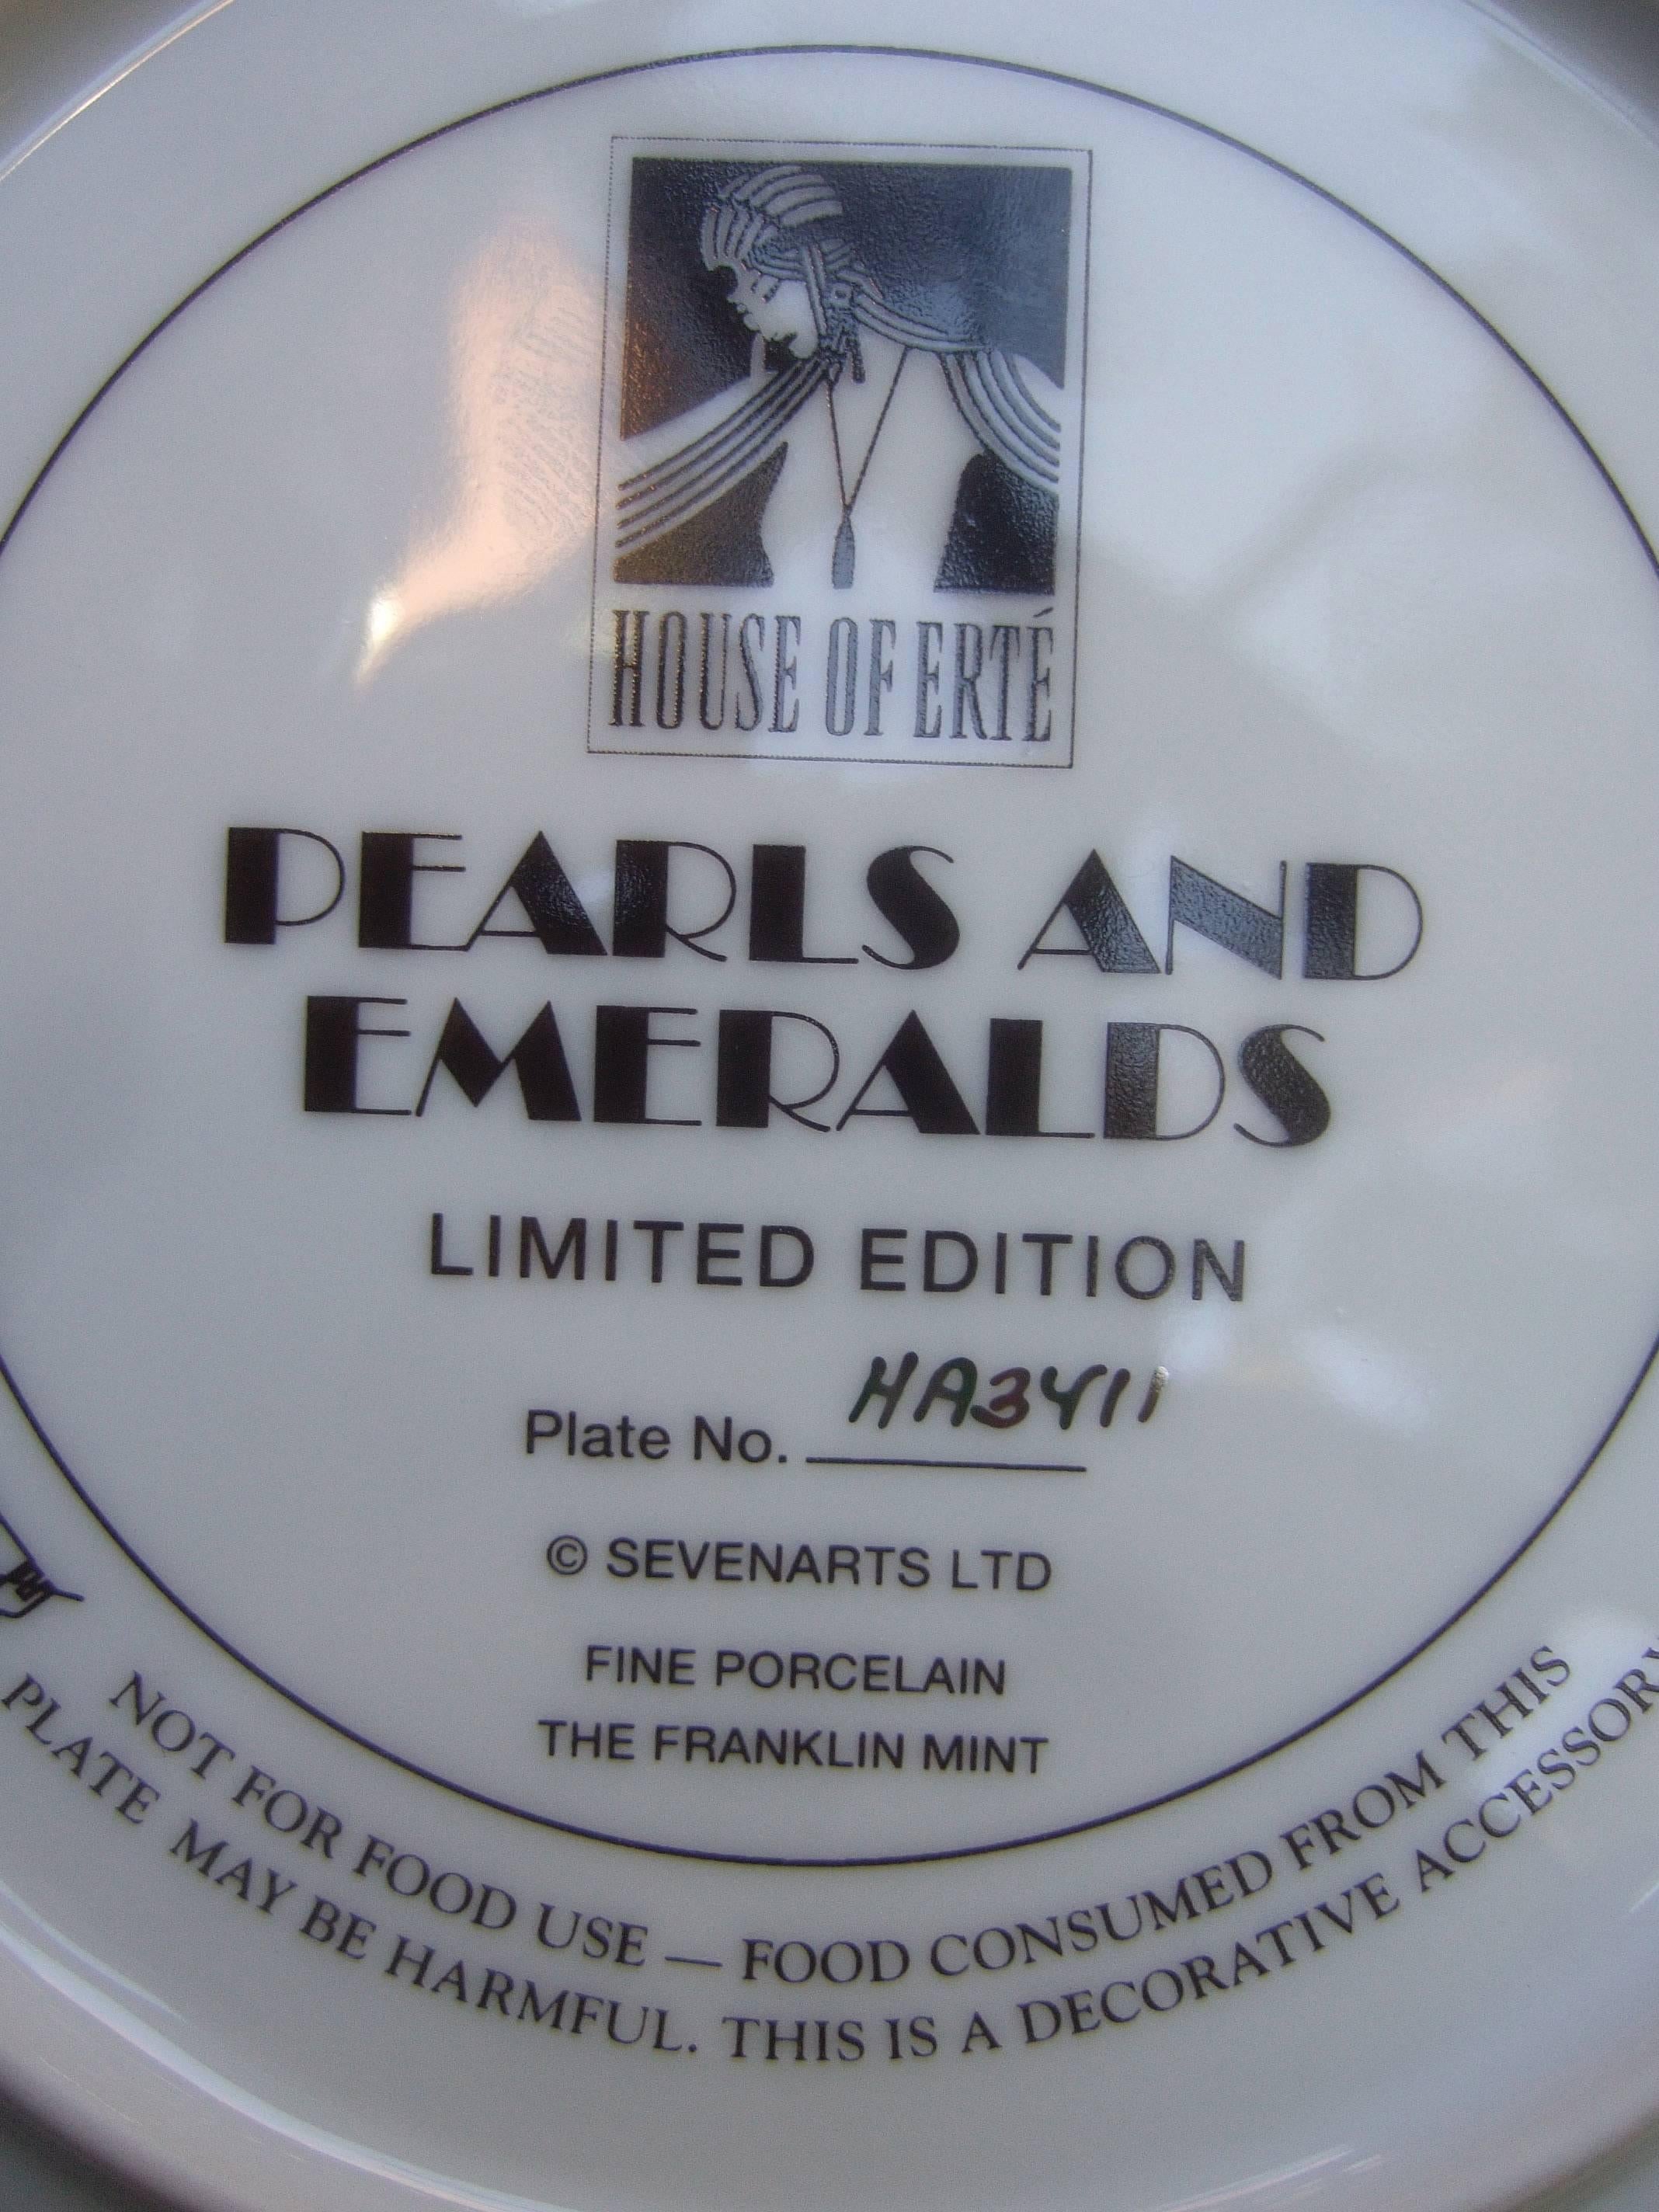 HOUSE OF ERTÉ
PEARLS AND
EMERALDS
LIMITED EDITION
Plate No. HA3411
© SEVENARTS LTD
FINE PORCELAIN
THE FRANKLIN MINT
NOT FOR FOOD USE — FOOD CONSUMED FROM THIS
PLATE MAY BE HARMFUL. THIS IS A DECORATIVE ACCESSORY